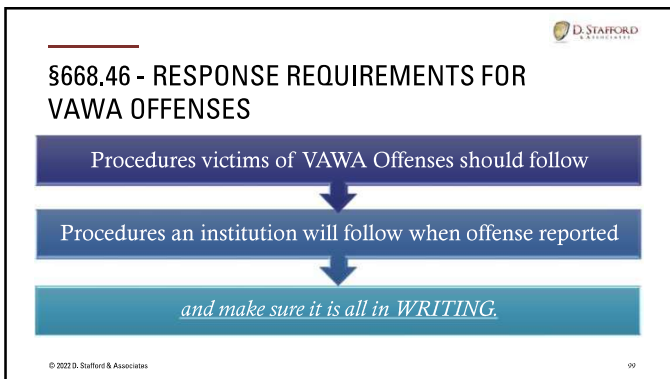 D. STAFFORD
& ASSOCIATES
§668.46 - RESPONSE REQUIREMENTS FOR
VAWA OFFENSES
Procedures victims of VAWA Offenses should follow
Procedures an institution will follow when offense reported
and make sure it is all in WRITING.
© 2022 D. Stafford & Associates
99